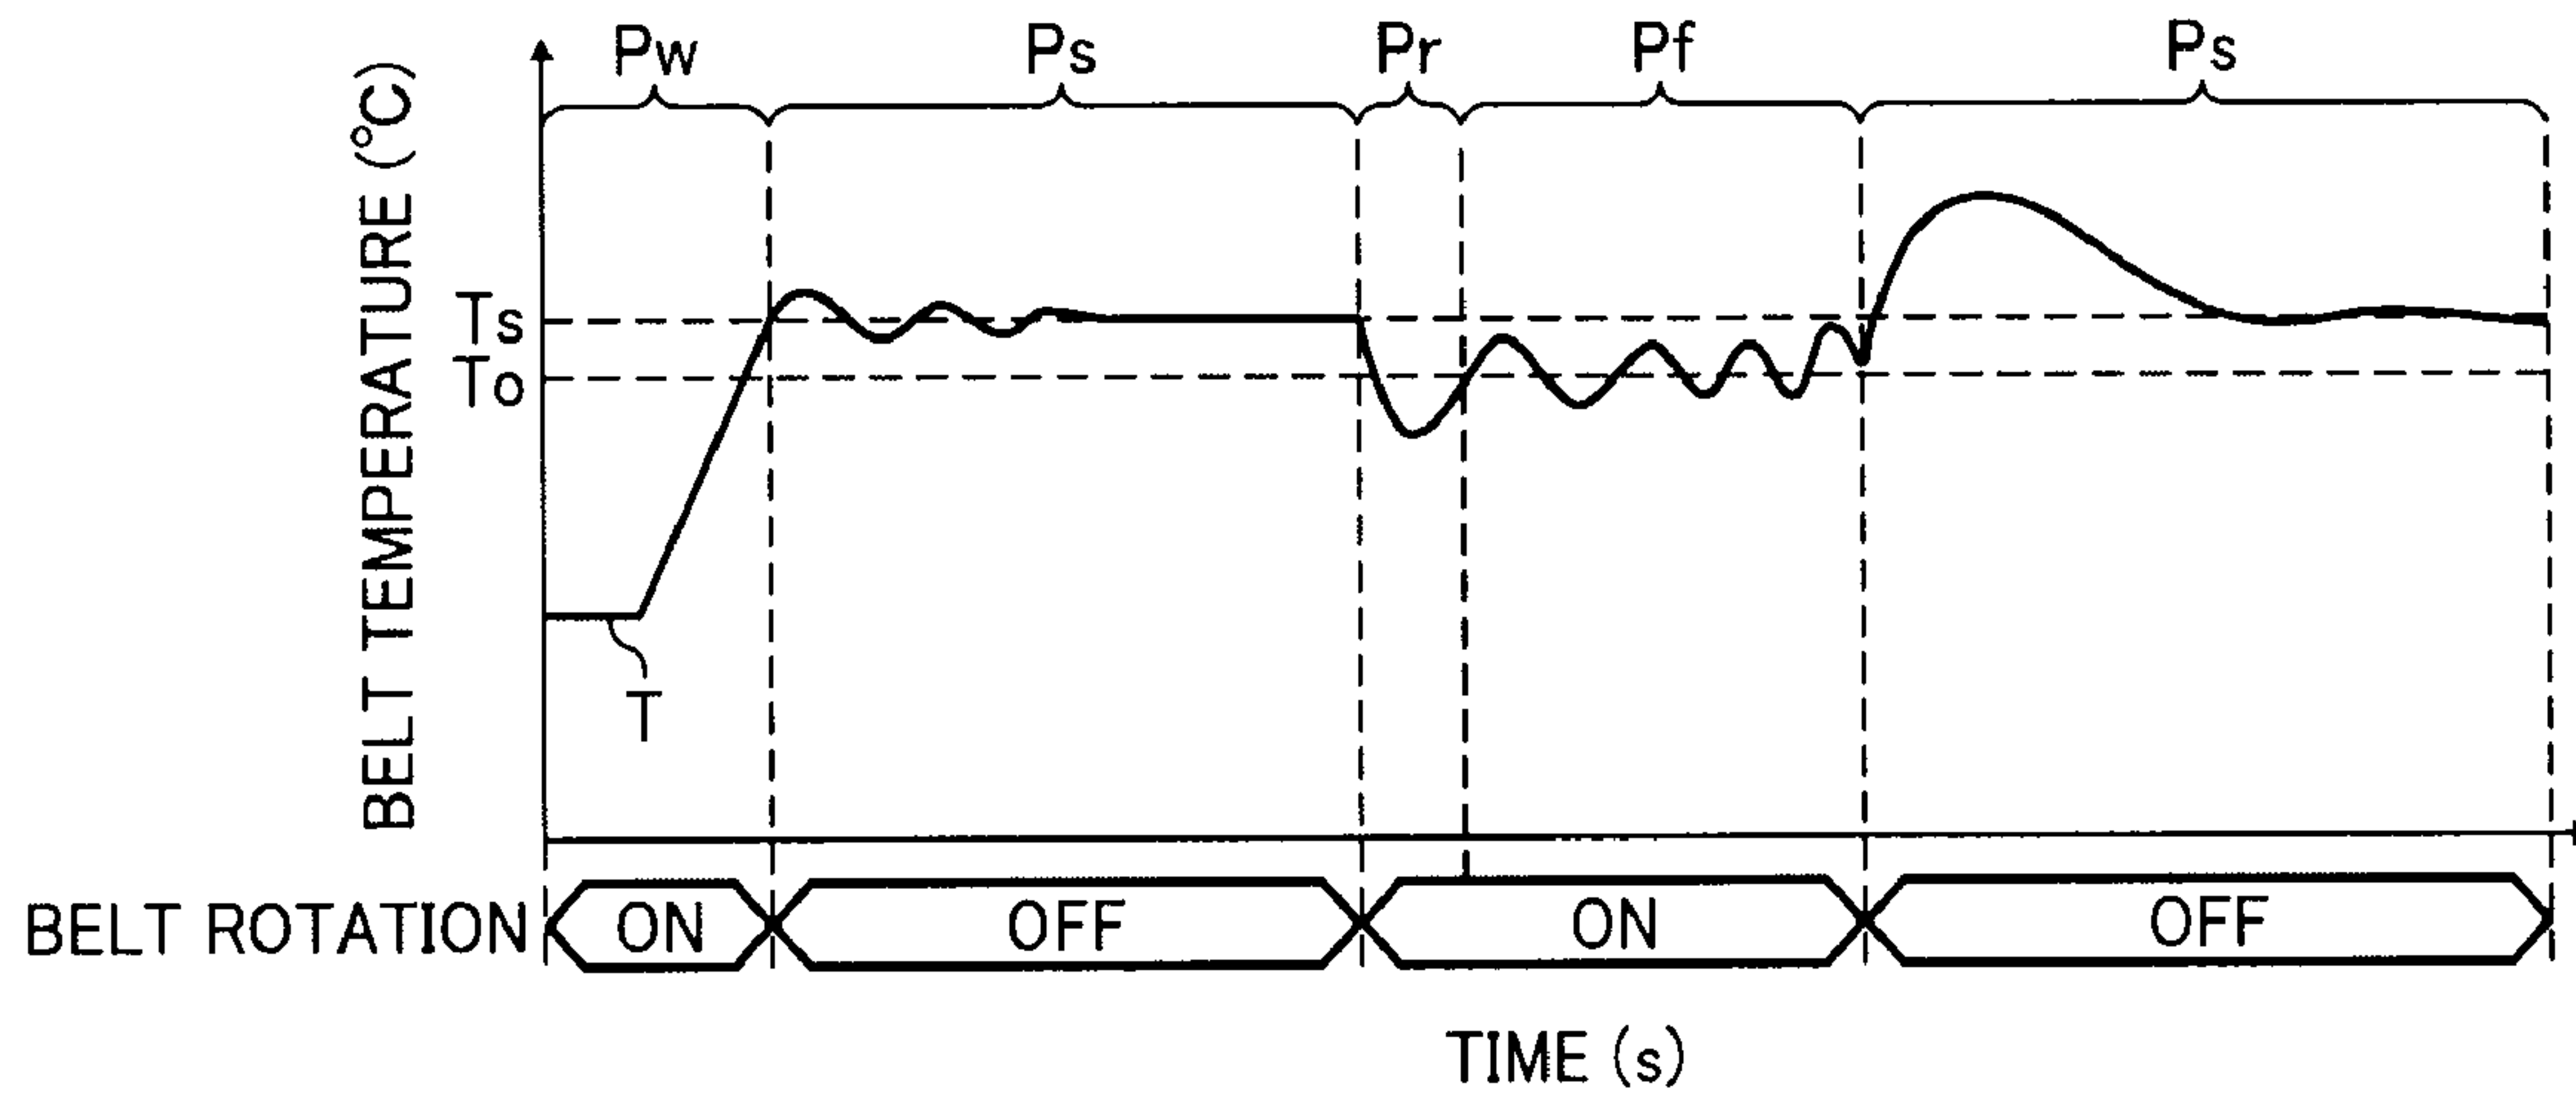 Pw Ps Pr Pf Ps
BELT TEMPERATURE (°C)
Ts
To
T
BELT ROTATION ON OFF ON OFF
TIME (s)